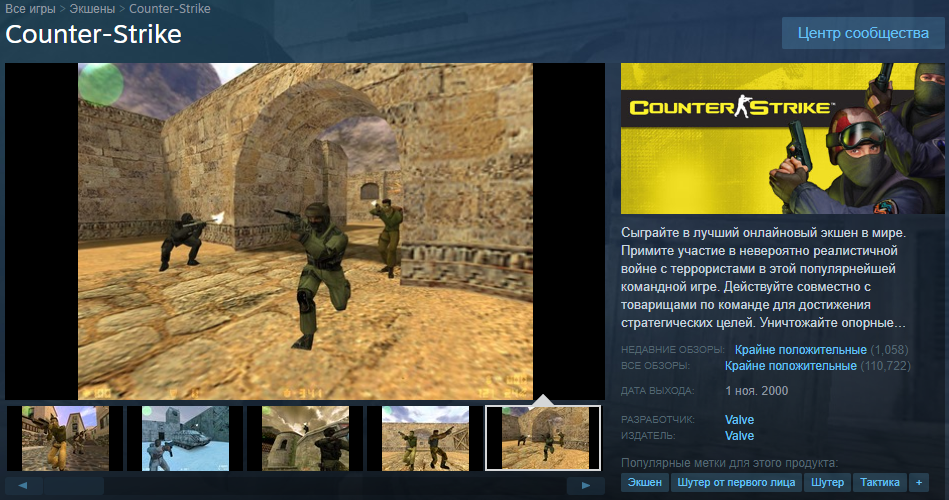 Все игры > Экшены > Counter-Strike
Counter-Strike
Центр сообщества
COUNTER STRIKE™
Сыграйте в лучший онлайновый экшен в мире.
Примите участие в невероятно реалистичной
войне с террористами в этой популярнейшей
командной игре. Действуйте совместно с
товарищами по команде для достижения
стратегических целей. Уничтожайте опорные...
НЕДАВНИЕ ОБЗОРЫ: Крайне положительные (1,058)
ВСЕ ОБЗОРЫ: Крайне положительные (110,722)
ДАТА ВЫХОДА: 1 ноя. 2000
РАЗРАБОТЧИК: Valve
ИЗДАТЕЛЬ: Valve
Популярные метки для этого продукта:
Экшен Шутер от первого лица Шутер Тактика +